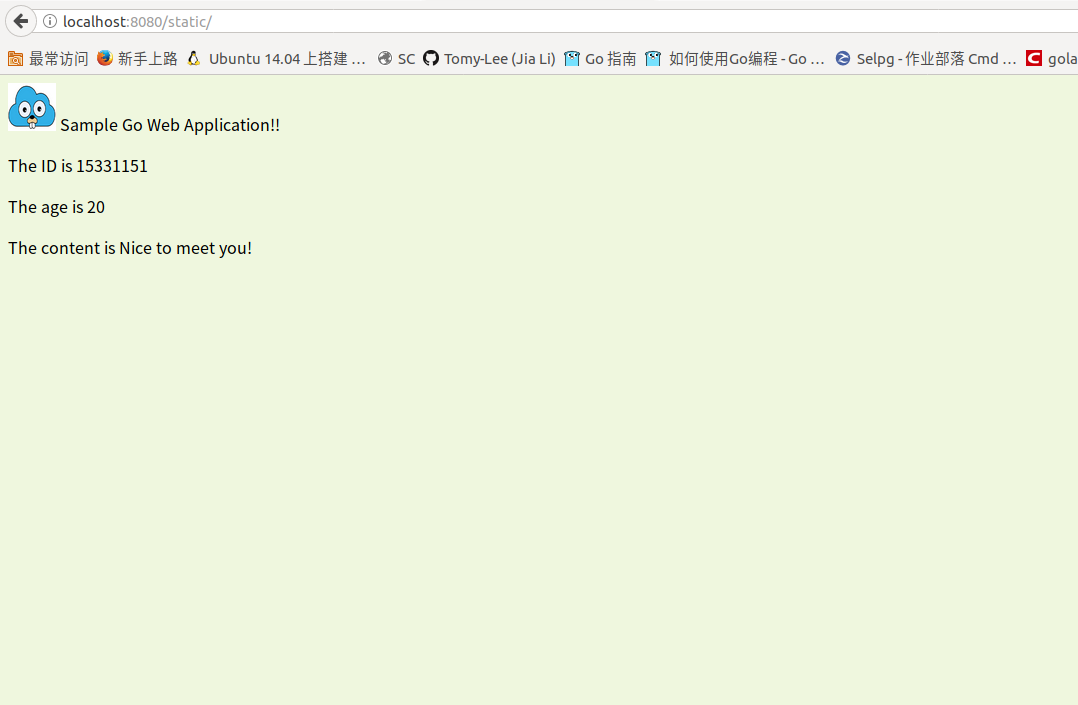 localhost:8080/static/
最常访问 新手上路 Ubuntu 14.04 上搭建 ... SC Tomy-Lee (Jia Li) Go 指南 如何使用Go编程 - Go ... Selpg - 作业部落 Cmd ... gola
Sample Go Web Application!!
The ID is 15331151
The age is 20
The content is Nice to meet you!